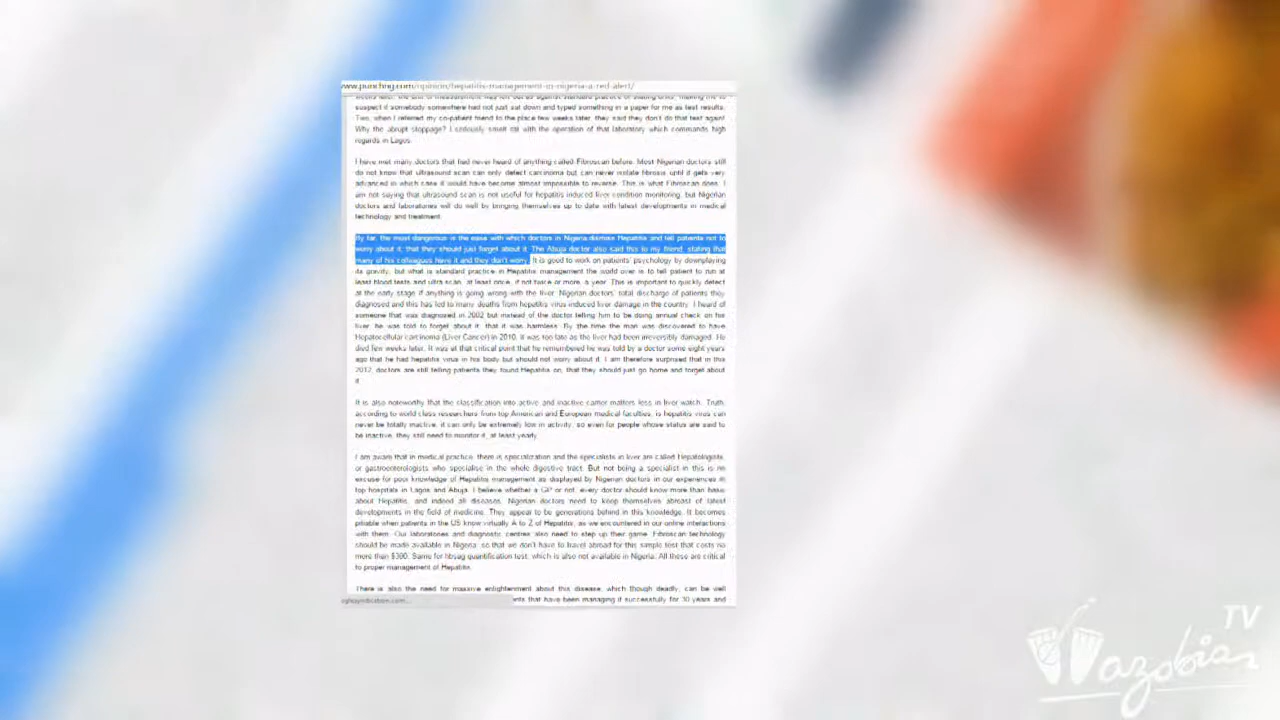 www.punchng.com/opinion/hepatitis-management-in-nigeria-a-red-alert/
suspect if somebody somewhere had not just sat down and typed something in a paper for me as test results.
Two, when I referred my co-patient friend to the place few weeks later, they said they don't do that test again!
Why the abrupt stoppage? I seriously smelt rat with the operation of that laboratory which commands high
regards in Lagos.
I have met many doctors that had never heard of anything called Fibroscan before. Most Nigerian doctors still
do not know that ultrasound scan can only detect carcinoma but can never isolate fibrosis until it gets very
advanced in which case it would have become almost impossible to reverse. This is what Fibroscan does. I
am not saying that ultrasound scan is not useful for hepatitis induced liver condition monitoring, but Nigerian
doctors and laboratories will do well by bringing themselves up to date with latest developments in medical
technology and treatment.
By far, the most dangerous is the ease with which doctors in Nigeria dismiss Hepatitis and tell patients not to
worry about it, that they should just forget about it. The Abuja doctor also said this to my friend, stating that
many of his colleagues have it and they don't worry. It is good to work on patients' psychology by downplaying
its gravity, but what is standard practice in Hepatitis management the world over is to tell patient to run at
least blood tests and ultra scan, at least once, if not twice or more, a year. This is important to quickly detect
at the early stage if anything is going wrong with the liver. Nigerian doctors' total discharge of patients they
diagnosed and this has led to many deaths from hepatitis virus induced liver damage in the country. I heard of
someone that was diagnosed in 2002 but instead of the doctor telling him to be doing annual check on his
liver, he was told to forget about it, that it was harmless. By the time the man was discovered to have
Hepatocellular carcinoma (Liver Cancer) in 2010, it was too late as the liver had been irreversibly damaged. He
died few weeks later. It was at that critical point that he remembered he was told by a doctor some eight years
ago that he had hepatitis virus in his body but should not worry about it. I am therefore surprised that in this
2012, doctors are still telling patients they found Hepatitis on, that they should just go home and forget about
it.
It is also noteworthy that the classification into active and inactive carrier matters less in liver watch. Truth,
according to world class researchers from top American and European medical faculties, is hepatitis virus can
never be totally inactive, it can only be extremely low in activity, so even for people whose status are said to
be inactive, they still need to monitor it, at least yearly.
I am aware that in medical practice, there is specialization and the specialists in liver are called Hepatologists,
or gastroenterologists who specialise in the whole digestive tract. But not being a specialist in this is no
excuse for poor knowledge of Hepatitis management as displayed by Nigerian doctors in our experiences in
top hospitals in Lagos and Abuja. I believe whether a GP or not, every doctor should know more than basic
about Hepatitis, and indeed all diseases. Nigerian doctors need to keep themselves abreast of latest
developments in the field of medicine. They appear to be generations behind in this knowledge. It becomes
pitiable when patients in the US know virtually A to Z of Hepatitis, as we encountered in our online interactions
with them. Our laboratories and diagnostic centres also need to step up their game. Fibroscan technology
should be made available in Nigeria, so that we don't have to travel abroad for this simple test that costs no
more than $300. Same for hbsag quantification test, which is also not available in Nigeria. All these are critical
to proper management of Hepatitis.
There is also the need for massive enlightenment about this disease, which though deadly, can be well
that have been managing it successfully for 30 years and
Wazobia TV